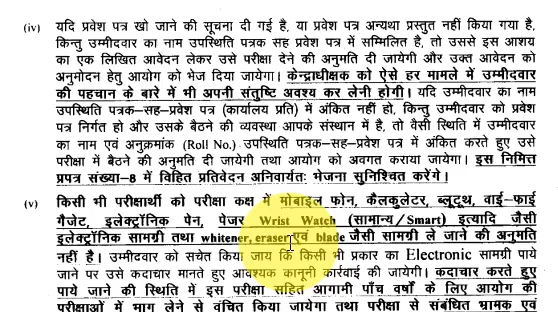 (iv) यदि प्रवेश पत्र खो जाने की सूचना दी गई है, या प्रवेश पत्र अन्यथा प्रस्तुत नहीं किया गया है,
किन्तु उम्मीदवार का नाम उपस्थिति पत्रक सह प्रवेश पत्र में सम्मिलित है, तो उससे इस आशय
का एक लिखित आवेदन लेकर उसे परीक्षा देने की अनुमति दी जायेगी और उक्त आवेदन को
अनुमोदन हेतु आयोग को भेज दिया जायेगा। केन्द्राधीक्षक को ऐसे हर मामले में उम्मीदवार
की पहचान के बारे में भी अपनी संतुष्टि अवश्य कर लेनी होगी। यदि उम्मीदवार का नाम
उपस्थिति पत्रक–सह–प्रवेश पत्र (कार्यालय प्रति) में अंकित नहीं हो, किन्तु उम्मीदवार को प्रवेश
पत्र निर्गत हो और उसके बैठने की व्यवस्था आपके संस्थान में है, तो वैसी स्थिति में उम्मीदवार
का नाम एवं अनुक्रमांक (Roll No.) उपस्थिति पत्रक–सह–प्रवेश पत्र में अंकित करते हुए उसे
परीक्षा में बैठने की अनुमति दी जायेगी तथा आयोग को अवगत कराया जायेगा। इस निमित्त
प्रपत्र संख्या–8 में विहित प्रतिवेदन अनिवार्यतः भेजना सुनिश्चित करेंगे।
(v) किसी भी परीक्षार्थी को परीक्षा कक्ष में मोबाइल फोन, कैलकुलेटर, ब्लूटूथ, वाई–फाई
गैजेट, इलेक्ट्रॉनिक पेन, पेजर Wrist Watch (सामान्य/Smart) इत्यादि जैसी
इलेक्ट्रॉनिक सामग्री तथा whitener, eraser एवं blade जैसी सामग्री ले जाने की अनुमति
नहीं है। उम्मीदवार को सचेत किया जाय कि किसी भी प्रकार का Electronic सामग्री पाये
जाने पर उसे कदाचार मानते हुए आवश्यक कानूनी कार्रवाई की जायेगी। कदाचार करते हुए
पाये जाने की स्थिति में इस परीक्षा सहित आगामी पाँच वर्षों के लिए आयोग की
परीक्षाओं में भाग लेने से वंचित किया जायेगा तथा परीक्षा से संबंधित भ्रामक एवं